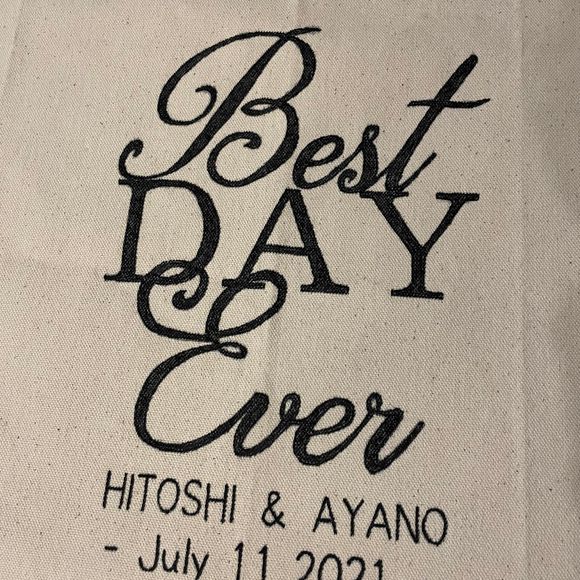 Best
DAY
Ever
HITOSHI & AYANO
- July 11 2021